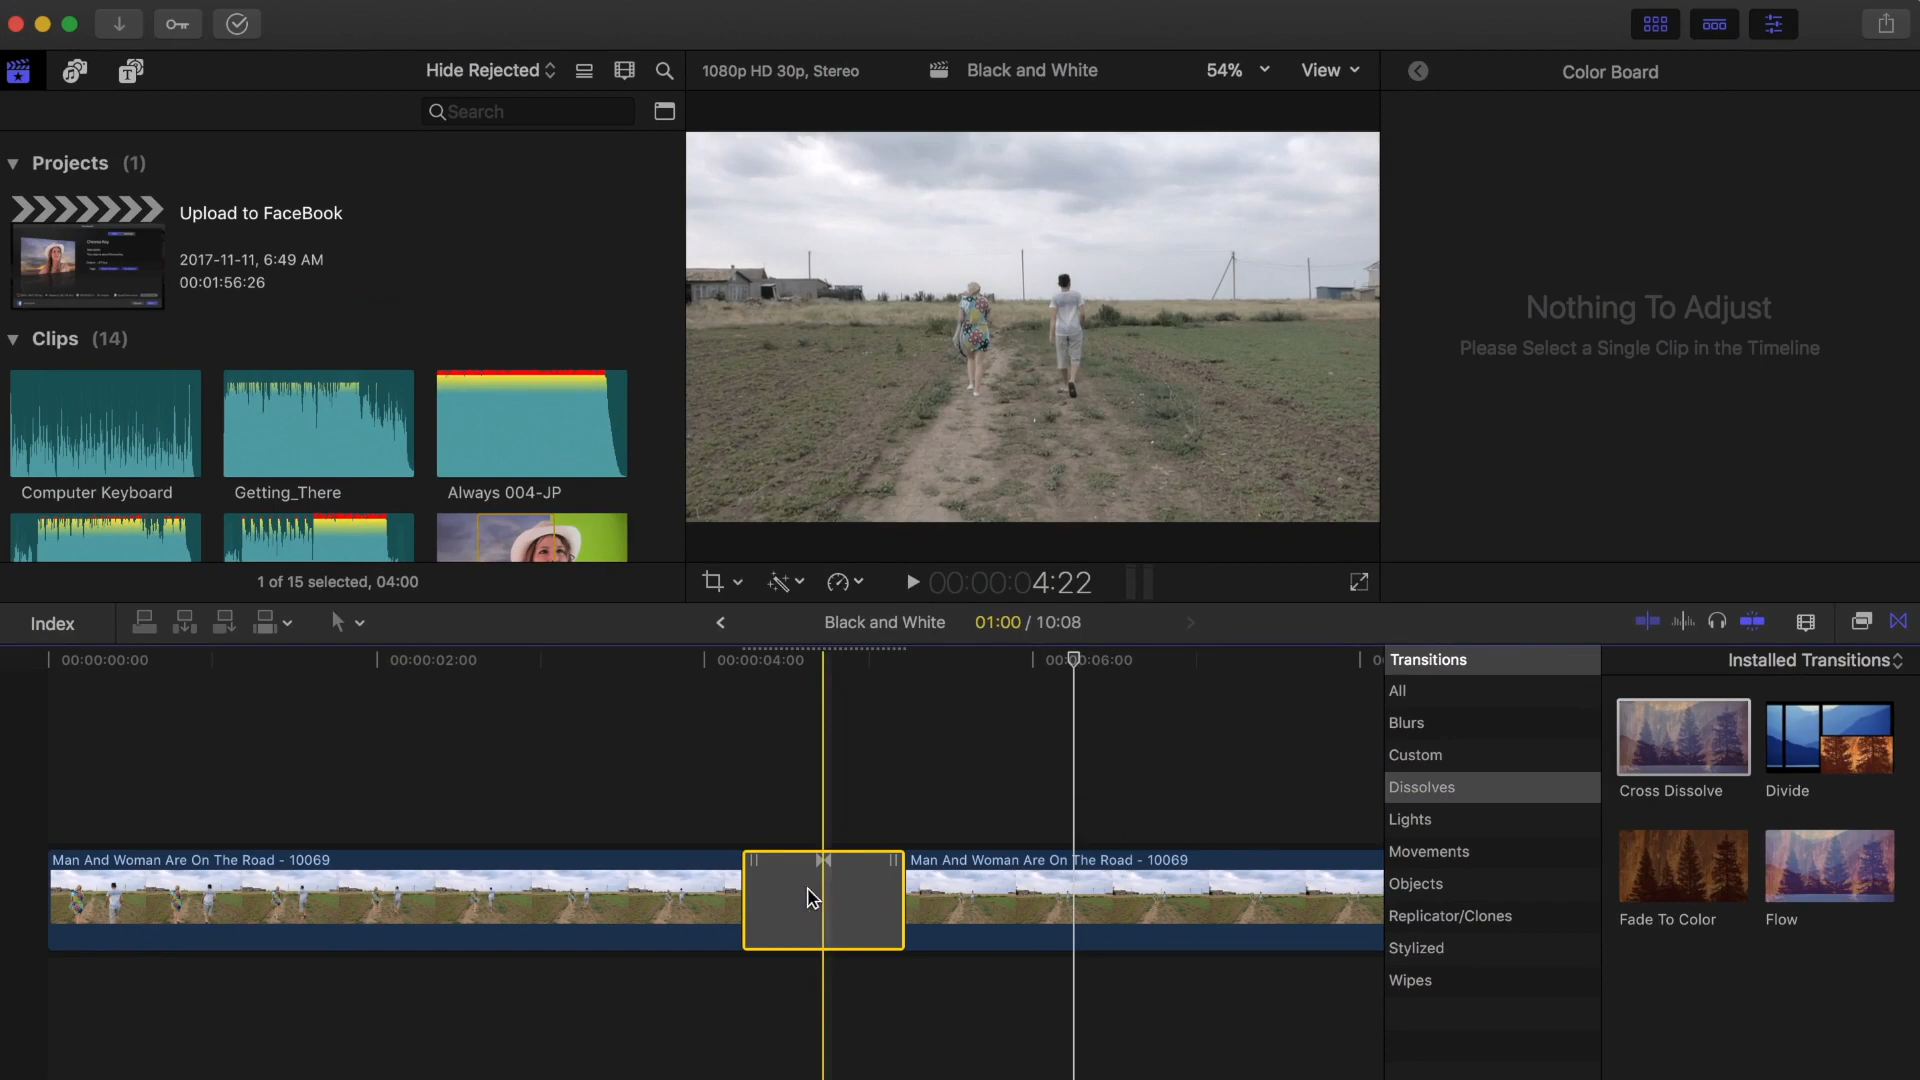 Hide Rejected
1080p HD 30p, Stereo
Black and White
54%
View
Color Board
Search
Projects (1)
Upload to FaceBook
2017-11-11, 6:49 AM
00:01:56:26
Clips (14)
Nothing To Adjust
Please Select a Single Clip in the Timeline
Computer Keyboard
Getting_There
Always 004-JP
1 of 15 selected, 04:00
00:00:04:22
Index
Black and White
01:00 / 10:08
00:00:00:00
00:00:02:00
00:00:04:00
00:00:06:00
Transitions
Installed Transitions
All
Blurs
Custom
Dissolves
Lights
Movements
Objects
Replicator/Clones
Stylized
Wipes
Cross Dissolve
Divide
Fade To Color
Flow
Man And Woman Are On The Road - 10069
Man And Woman Are On The Road - 10069